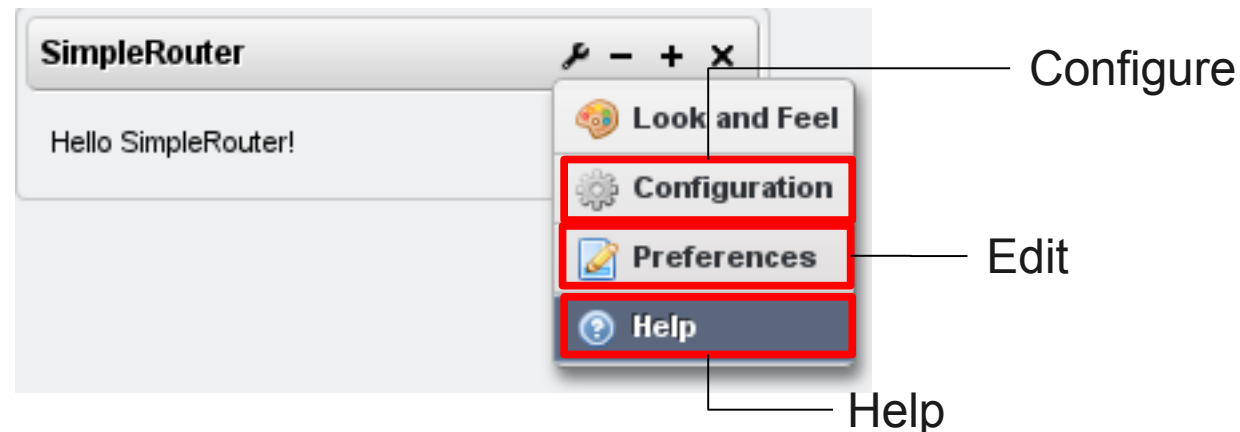 SimpleRouter
Configure
Look and Feel
Hello SimpleRouter!
Configuration
Preferences
Edit
Help
Help